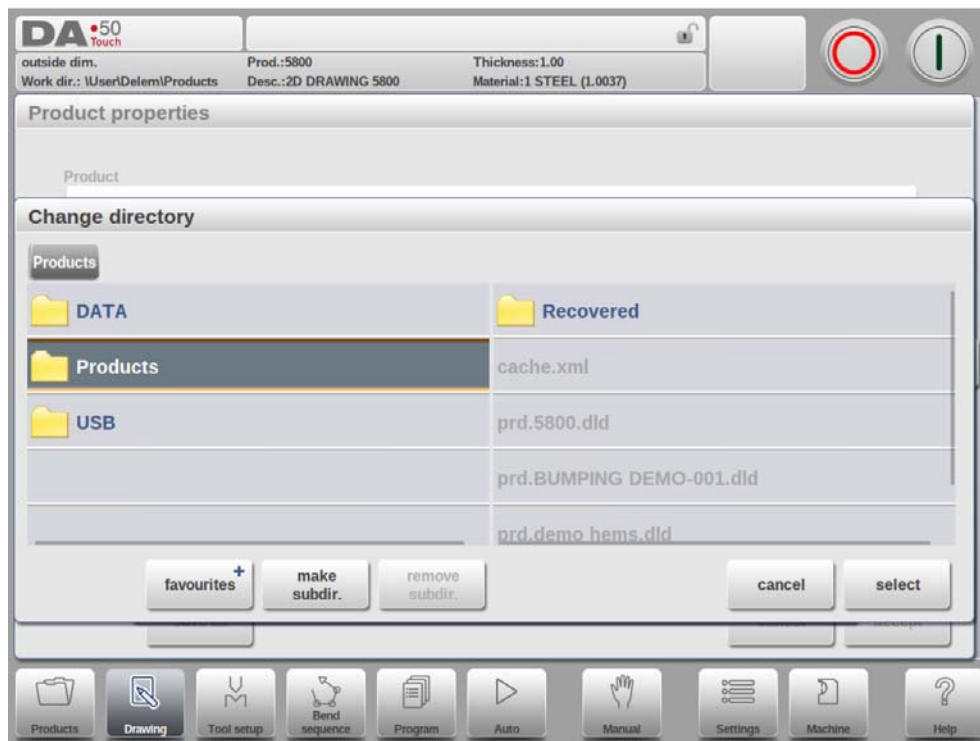 DA 50
Touch
outside dim. Prod.:5800 Thickness:1.00
Work dir.: \User\Delem\Products Desc.:2D DRAWING 5800 Material:1 STEEL (1.0037)
Product properties
Product
Change directory
Products
DATA Recovered
Products cache.xml
USB prd.5800.dld
prd.BUMPING DEMO-001.dld
prd.demo hems.dld
favourites+ make subdir. remove subdir. cancel select
Products Drawing Tool setup Bend sequence Program Auto Manual Settings Machine Help